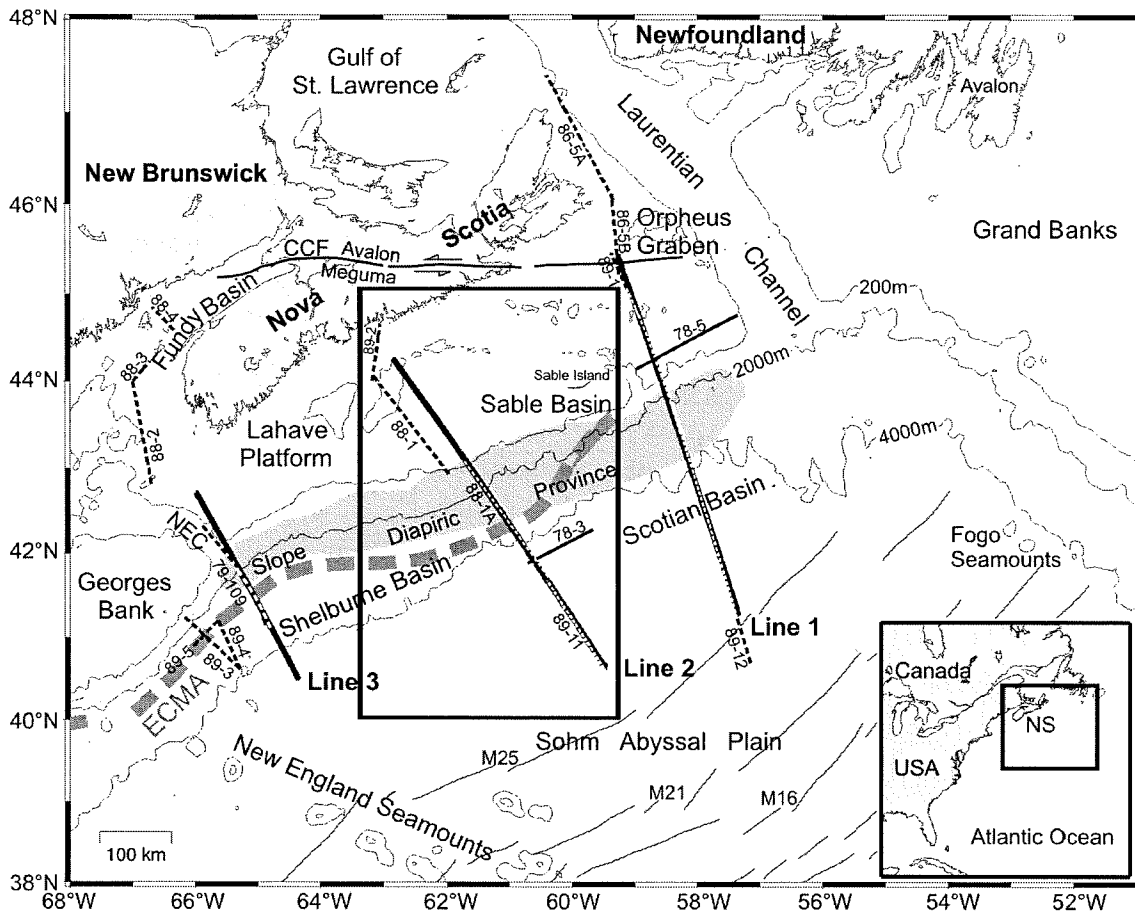 48°N
Newfoundland
Gulf of
St. Lawrence
Avalon
Laurentian
86-5A
New Brunswick
46°N
Scotia
Orpheus
Graben
86-5B
Grand Banks
CCF
Avalon
Meguma
89-1
Channel
Fundy Basin
200m
88-4
Nova
78-5
89-2
2000m
88-3
44°N
Sable Island
Sable Basin
Lahave
Platform
88-1
4000m
88-2
Province
88-1A
Scotian Basin
NEC
Diapiric
78-3
42°N
Slope
Fogo
Seamounts
79-109
Georges
Bank
Shelburne Basin
Line 1
89-5
89-4
89-3
89-11
89-12
Line 3
Line 2
Canada
ECMA
40°N
Sohm Abyssal Plain
NS
New England Seamounts
M25
USA
M21
M16
100 km
Atlantic Ocean
38°N
68°W
66°W
64°W
62°W
60°W
58°W
56°W
54°W
52°W